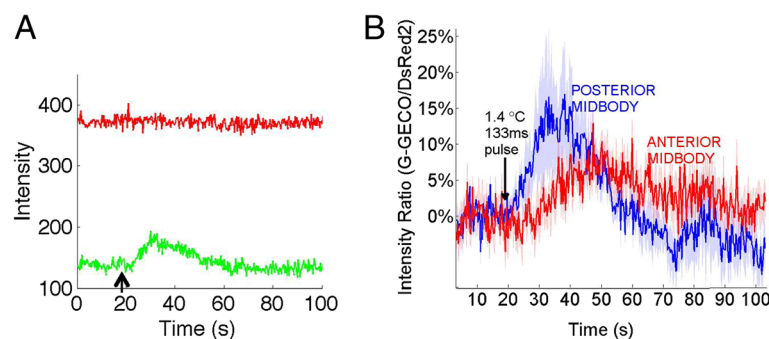 A
400
300
200
100
Intensity
0
20
40
60
80
100
Time (s)
B
25%
20%
15%
10%
5%
0%
Intensity Ratio (G-GECO/DsRed2)
1.4 °C
133ms
pulse
POSTERIOR
MIDBODY
ANTERIOR
MIDBODY
10
20
30
40
50
60
70
80
90
100
Time (s)